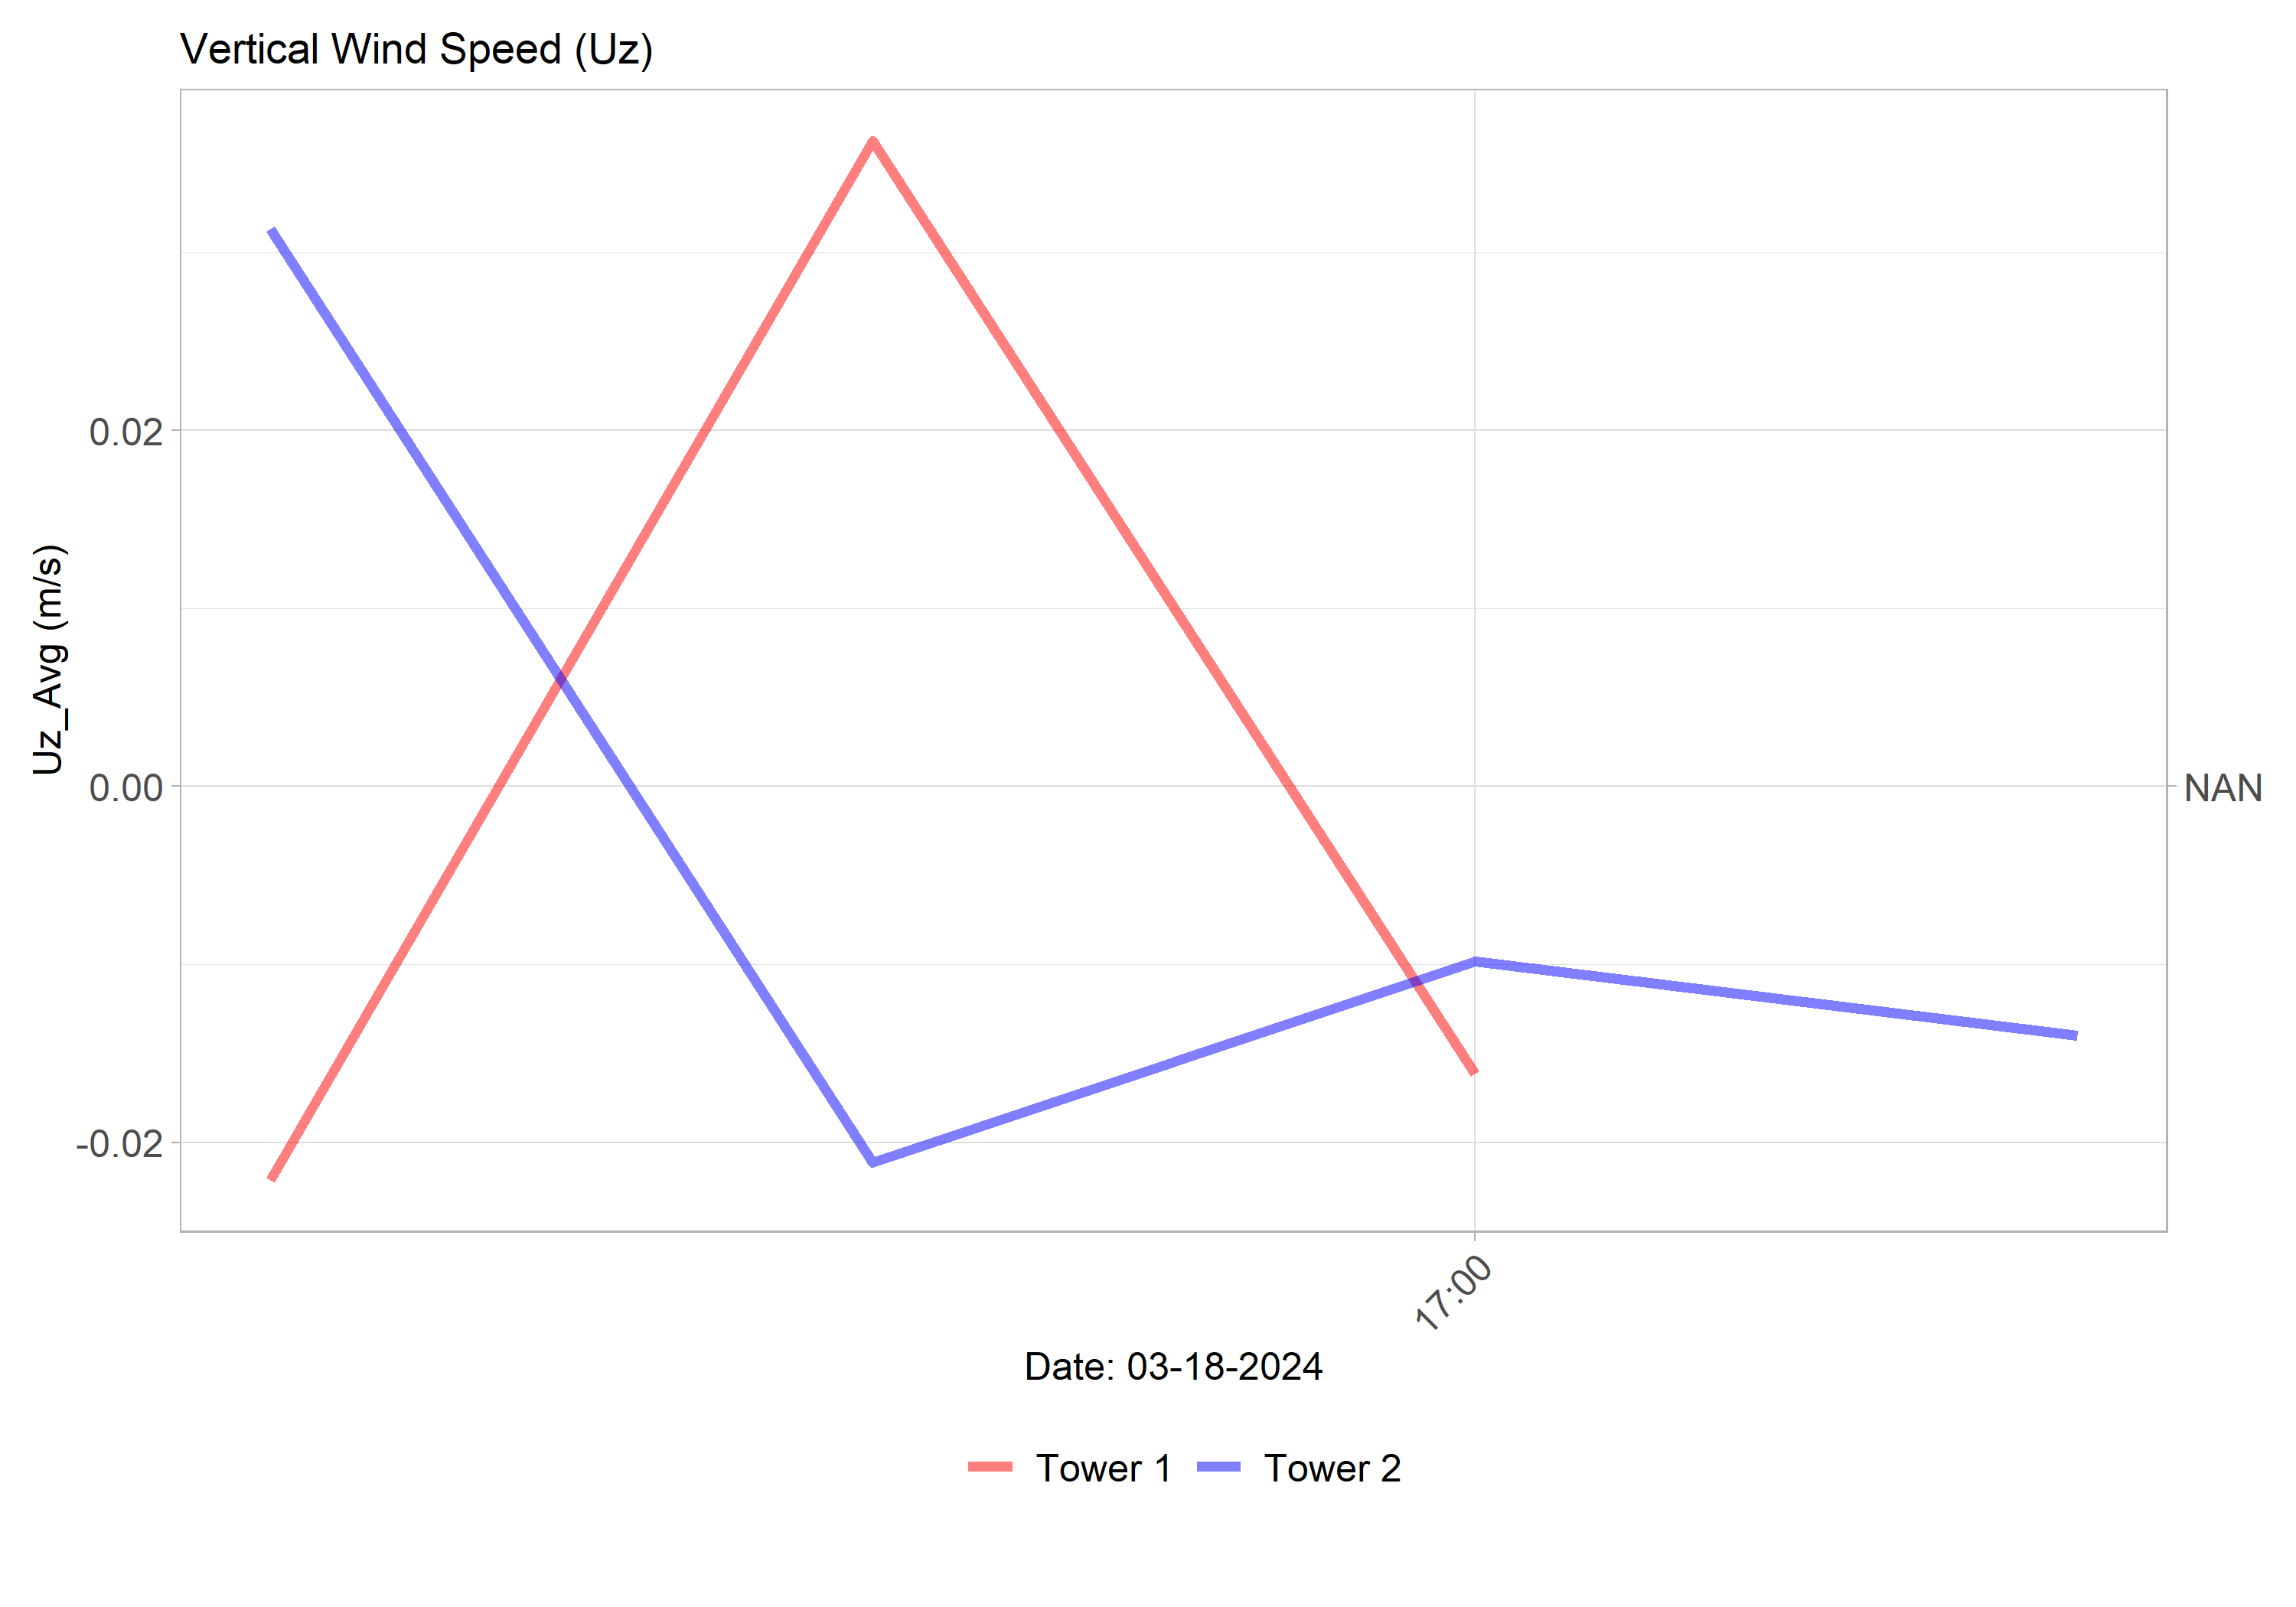 Vertical Wind Speed (Uz)
Uz_Avg (m/s)
0.02
0.00
-0.02
NAN
17:00
Date: 03-18-2024
Tower 1 Tower 2